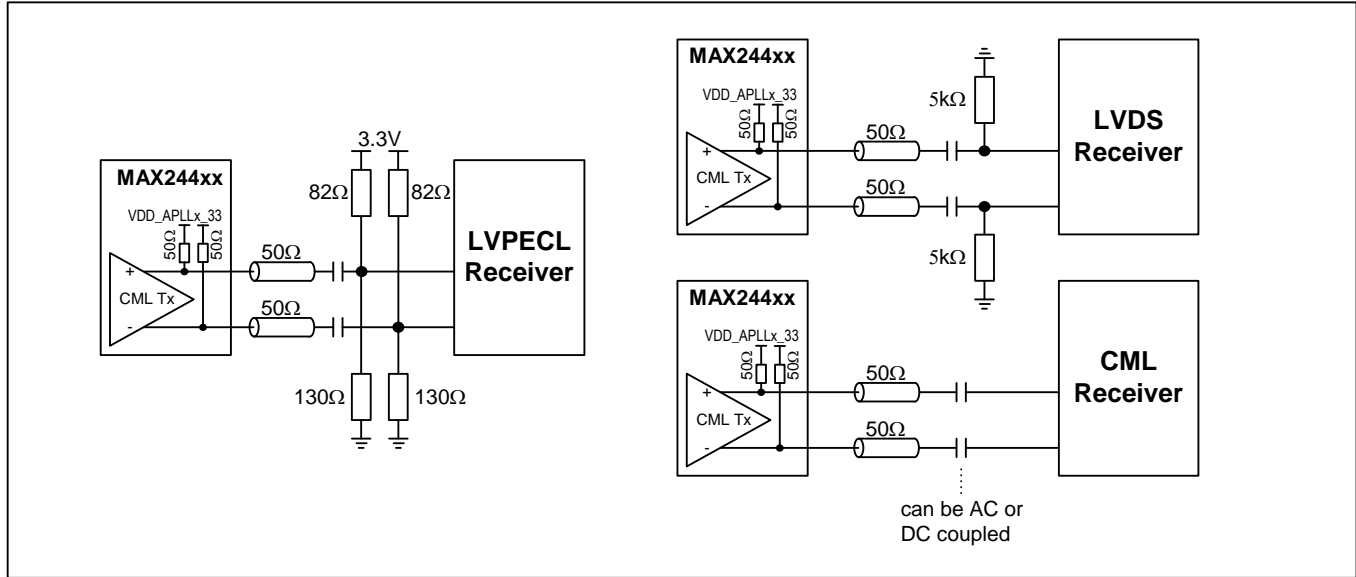 MAX244xx
VDD_APLLx_33
50Ω
50Ω
+
CML Tx
-
50Ω
50Ω
3.3V
82Ω
82Ω
130Ω
130Ω
LVPECL
Receiver
MAX244xx
VDD_APLLx_33
50Ω
50Ω
+
CML Tx
-
50Ω
50Ω
5kΩ
5kΩ
LVDS
Receiver
MAX244xx
VDD_APLLx_33
50Ω
50Ω
+
CML Tx
-
50Ω
50Ω
CML
Receiver
can be AC or
DC coupled